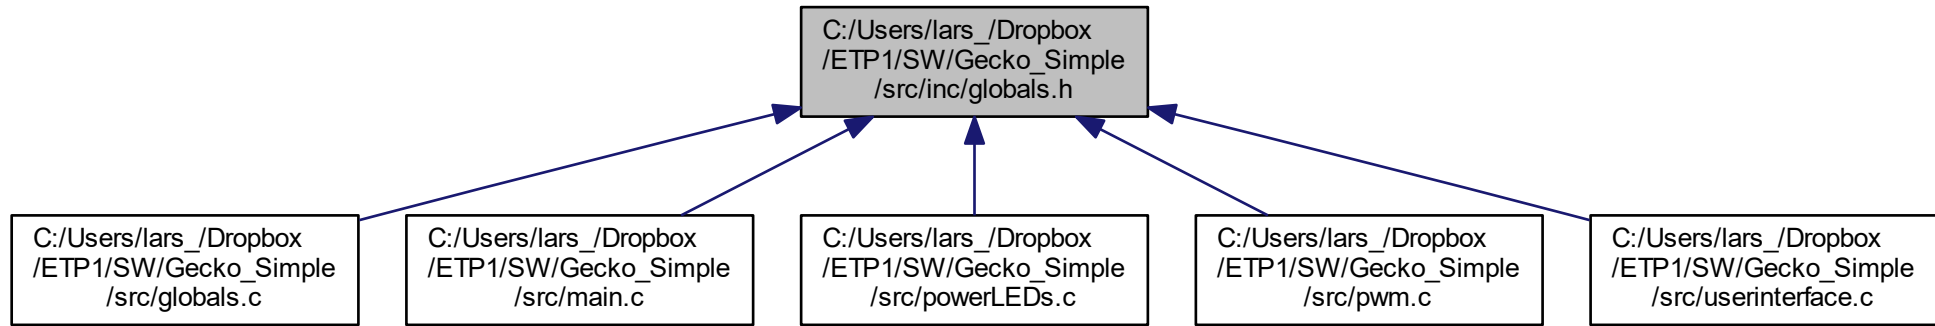 C:/Users/lars_/Dropbox
/ETP1/SW/Gecko_Simple
/src/inc/globals.h
C:/Users/lars_/Dropbox
/ETP1/SW/Gecko_Simple
/src/globals.c
C:/Users/lars_/Dropbox
/ETP1/SW/Gecko_Simple
/src/main.c
C:/Users/lars_/Dropbox
/ETP1/SW/Gecko_Simple
/src/powerLEDs.c
C:/Users/lars_/Dropbox
/ETP1/SW/Gecko_Simple
/src/pwm.c
C:/Users/lars_/Dropbox
/ETP1/SW/Gecko_Simple
/src/userinterface.c